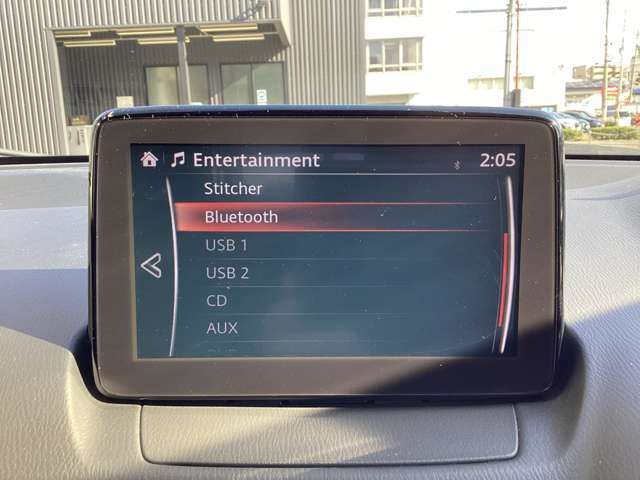 Entertainment 2:05
Stitcher
Bluetooth
USB 1
USB 2
CD
AUX